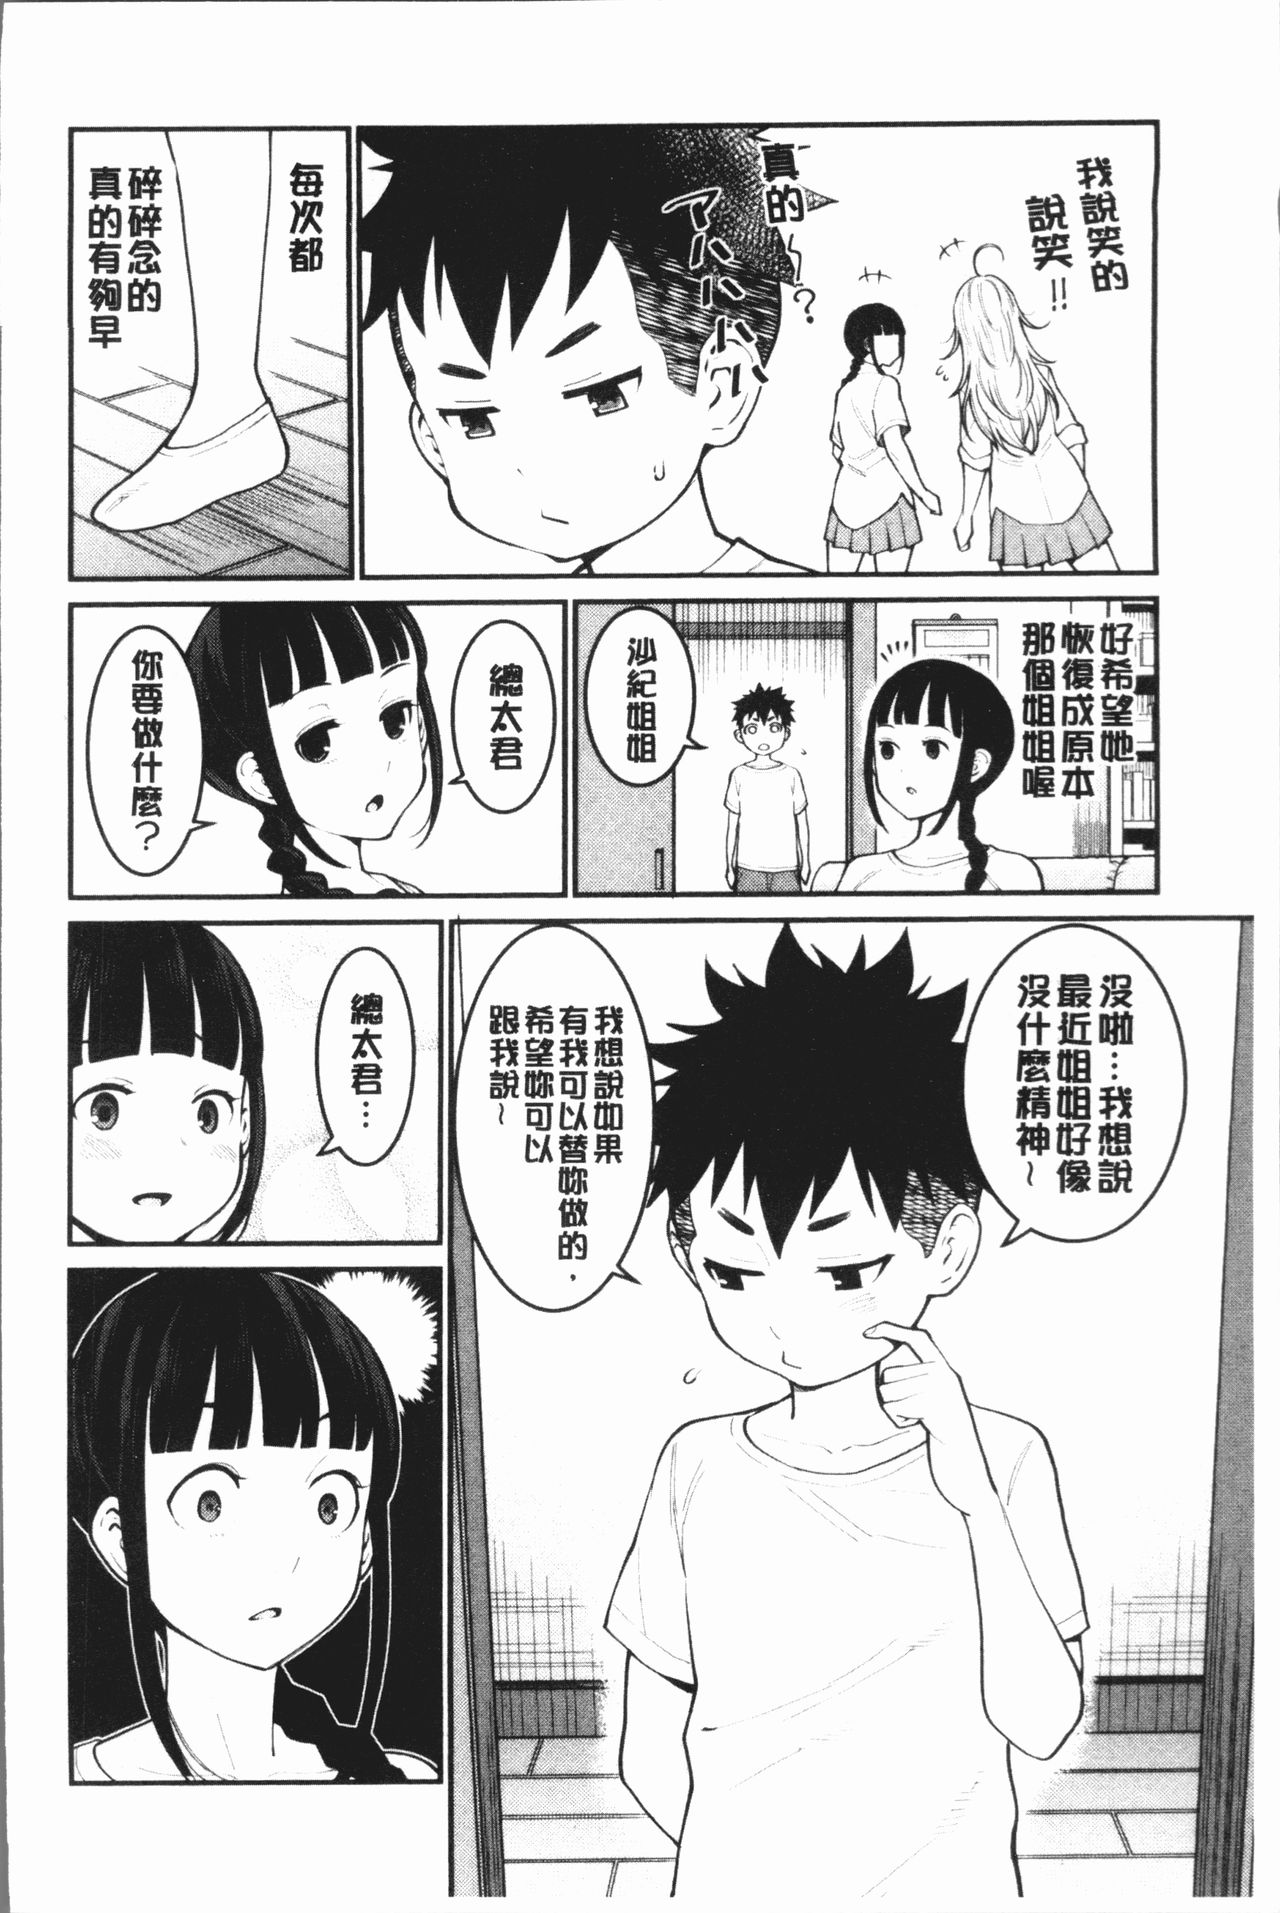 我說笑的
說笑!!
真的～?
アハハハハ
每次都
碎碎念的
真的有夠早
好希望她
恢復成原本
那個姐姐喔
沙紀姐姐
總太君
你要做什麼?
沒啦…我想說
最近姐姐好像
沒什麼精神～
我想說如果
有我可以替妳做的，
希望妳可以
跟我說～
總太君…